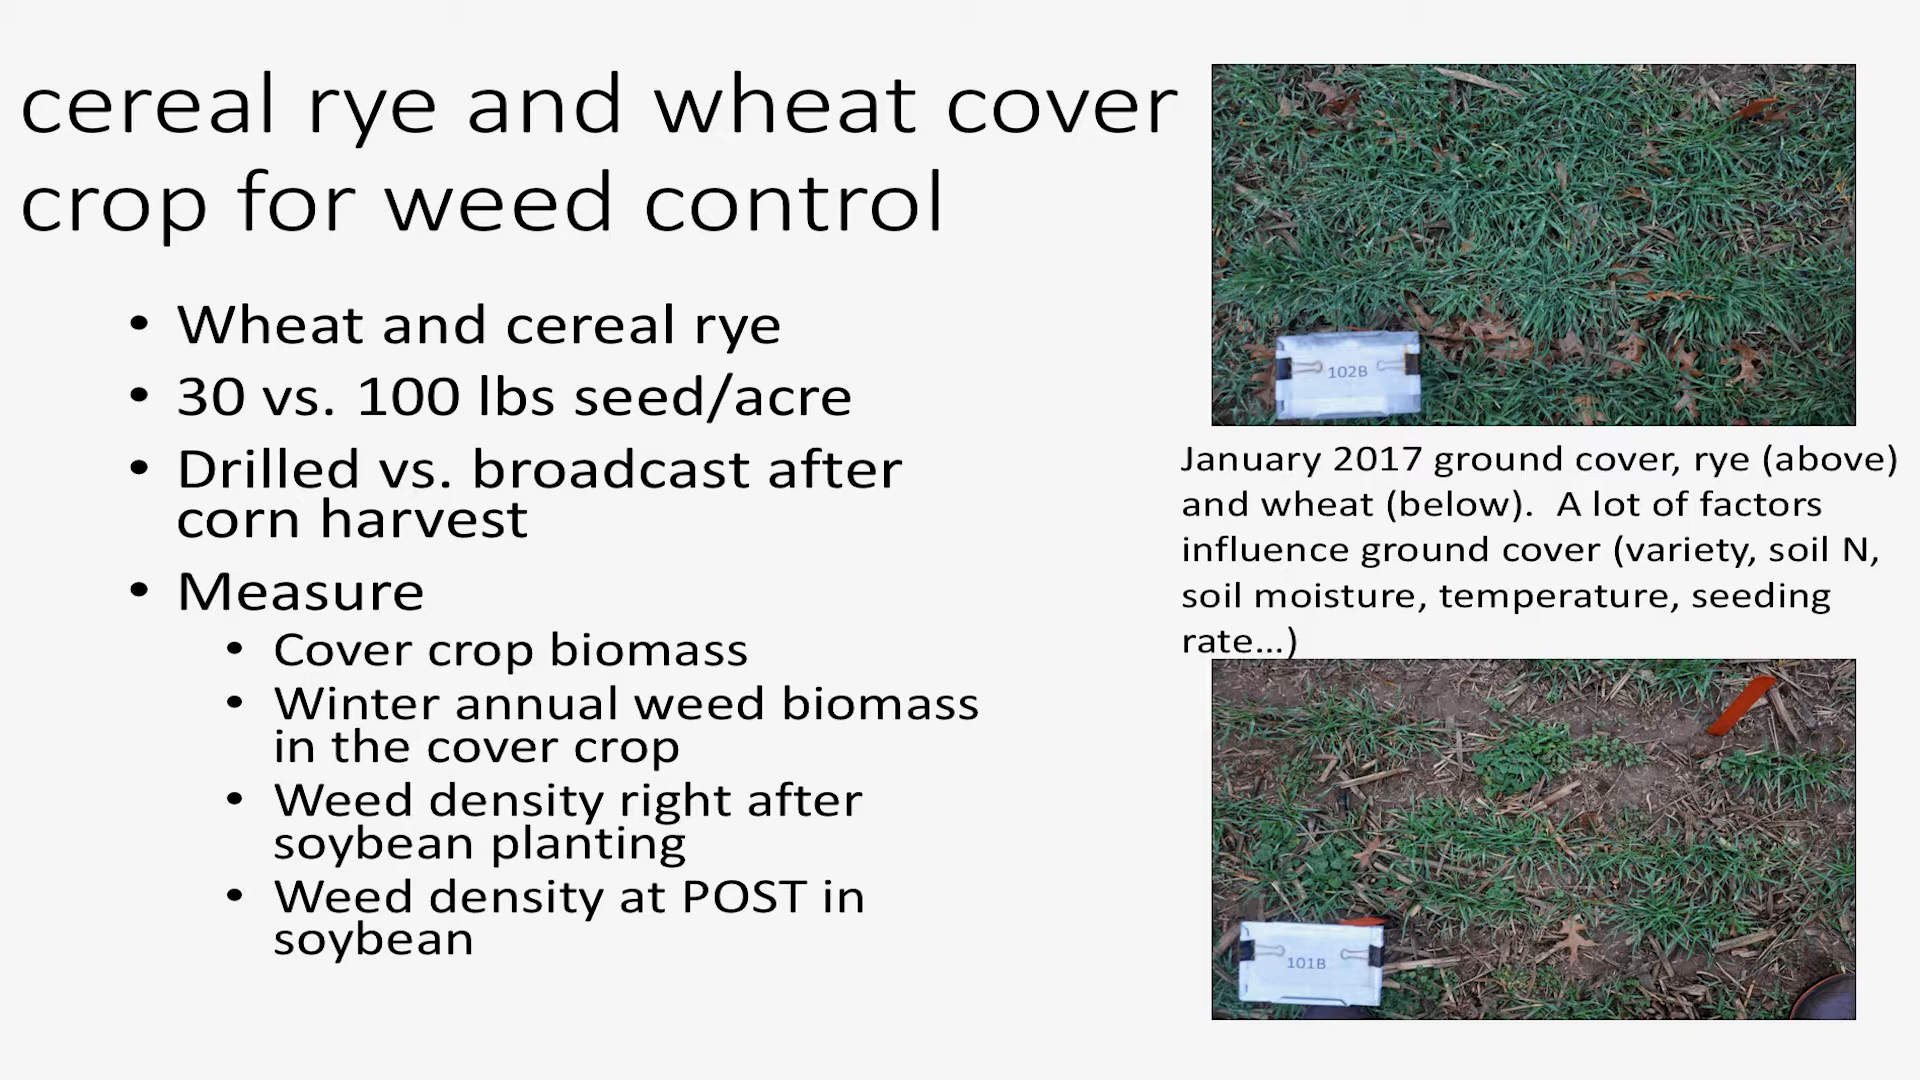 cereal rye and wheat cover
crop for weed control
• Wheat and cereal rye
• 30 vs. 100 lbs seed/acre
• Drilled vs. broadcast after
corn harvest
• Measure
• Cover crop biomass
• Winter annual weed biomass
in the cover crop
• Weed density right after
soybean planting
• Weed density at POST in
soybean
102B
January 2017 ground cover, rye (above)
and wheat (below).  A lot of factors
influence ground cover (variety, soil N,
soil moisture, temperature, seeding
rate...)
101B